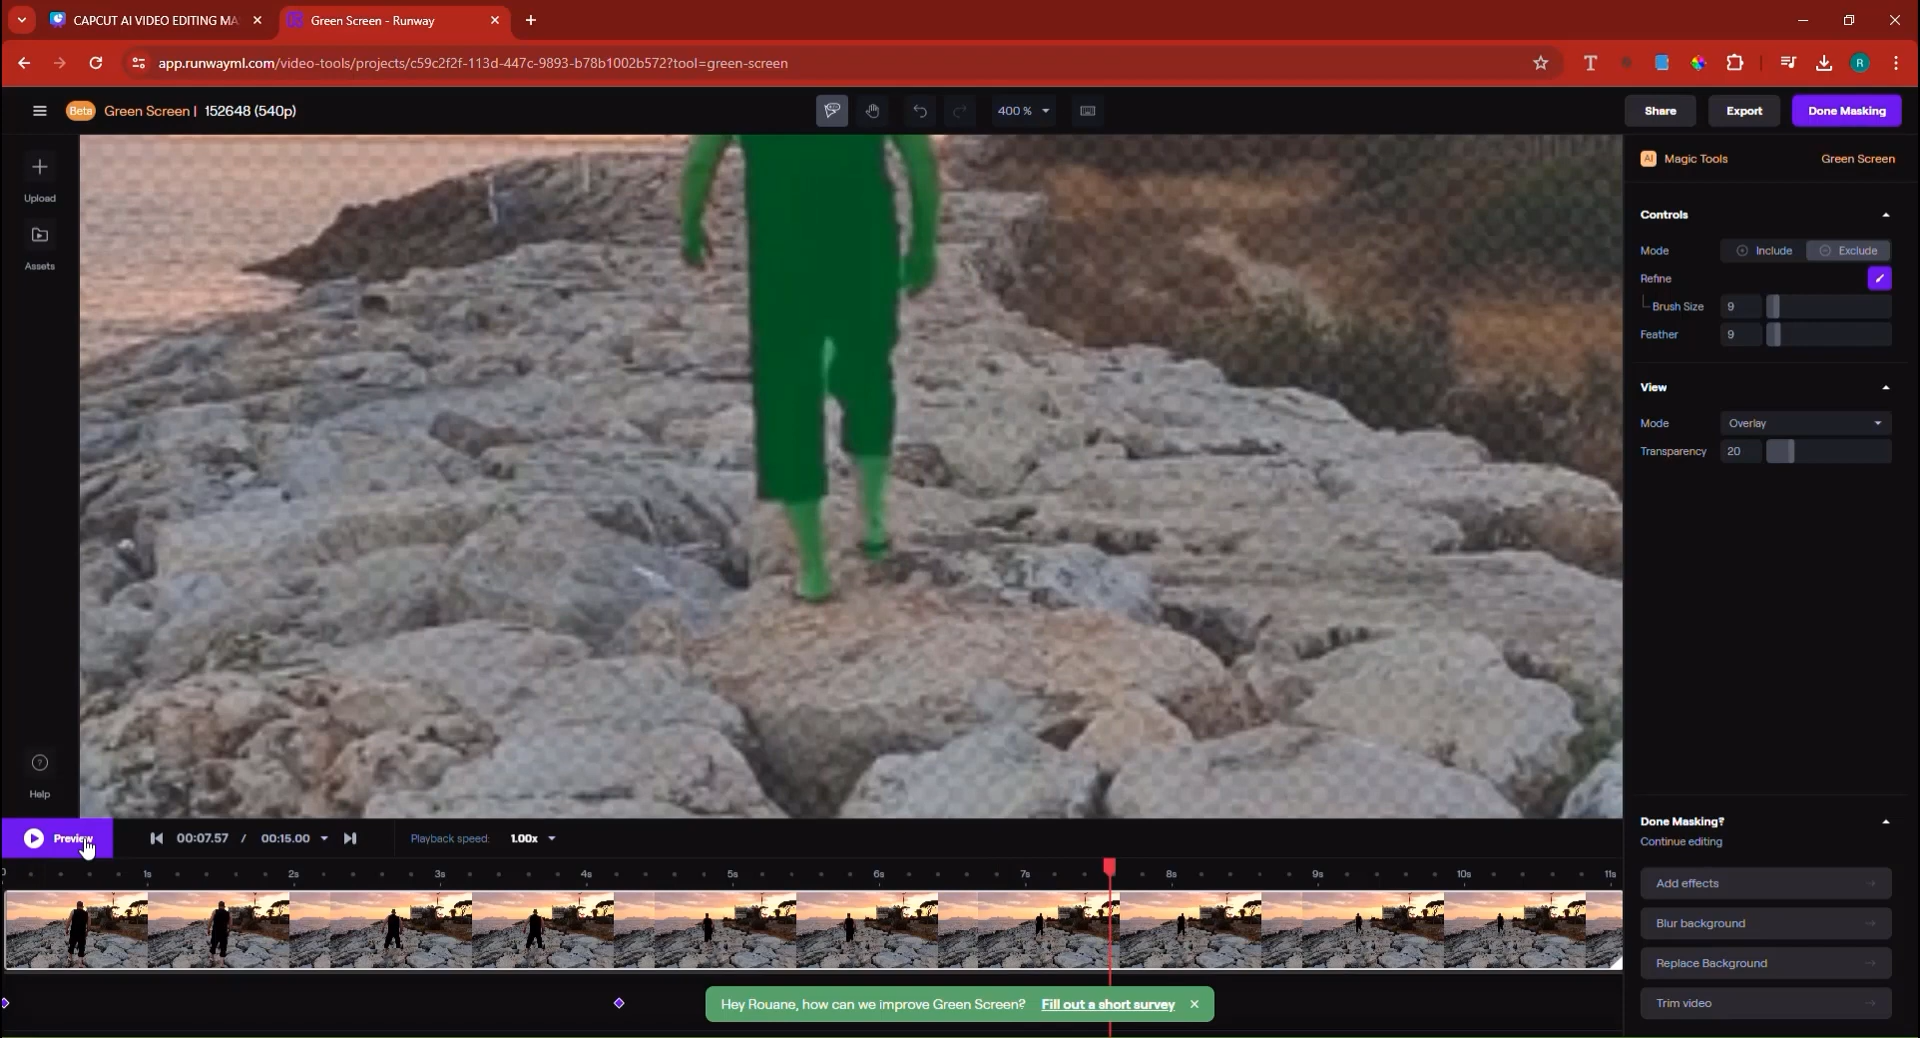 CAPCUT AI VIDEO EDITING MA
Green Screen - Runway
app.runwayml.com/video-tools/projects/c59c2f2f-113d-447c-9893-b78b1002b572?tool=green-screen
T
R
Beta Green Screen | 152648 (540p)
400 %
Share
Export
Done Masking
Upload
Assets
Help
AI Magic Tools
Green Screen
Controls
Mode Include Exclude
Refine
Brush Size 9
Feather 9
View
Mode Overlay
Transparency 20
Done Masking?
Continue editing
Add effects
Blur background
Replace Background
Trim video
Preview 00:07.57 / 00:15.00 Playback speed: 1.00x
0 1s 2s 3s 4s 5s 6s 7s 8s 9s 10s 11s
Hey Rouane, how can we improve Green Screen? Fill out a short survey